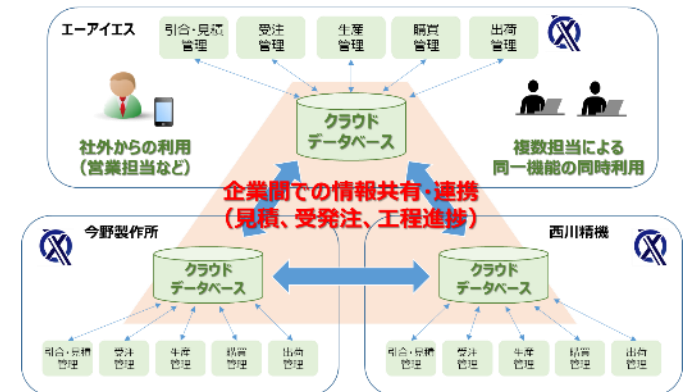 エーアイエス
引合・見積
管理
受注
管理
生産
管理
購買
管理
出荷
管理
クラウド
データベース
社外からの利用
（営業担当など）
複数担当による
同一機能の同時利用
企業間での情報共有・連携
（見積、受発注、工程進捗）
今野製作所
クラウド
データベース
引合・見積
管理
受注
管理
生産
管理
購買
管理
出荷
管理
西川精機
クラウド
データベース
引合・見積
管理
受注
管理
生産
管理
購買
管理
出荷
管理